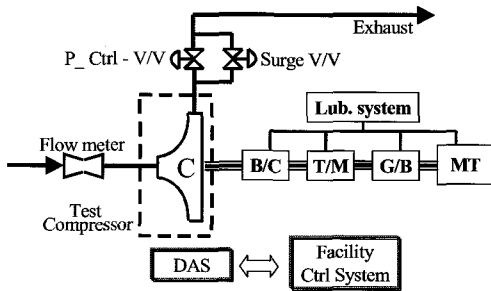 Exhaust
P_ Ctrl - V/V
Surge V/V
Lub. system
Flow meter
C
B/C
T/M
G/B
MT
Test
Compressor
DAS
Facility
Ctrl System